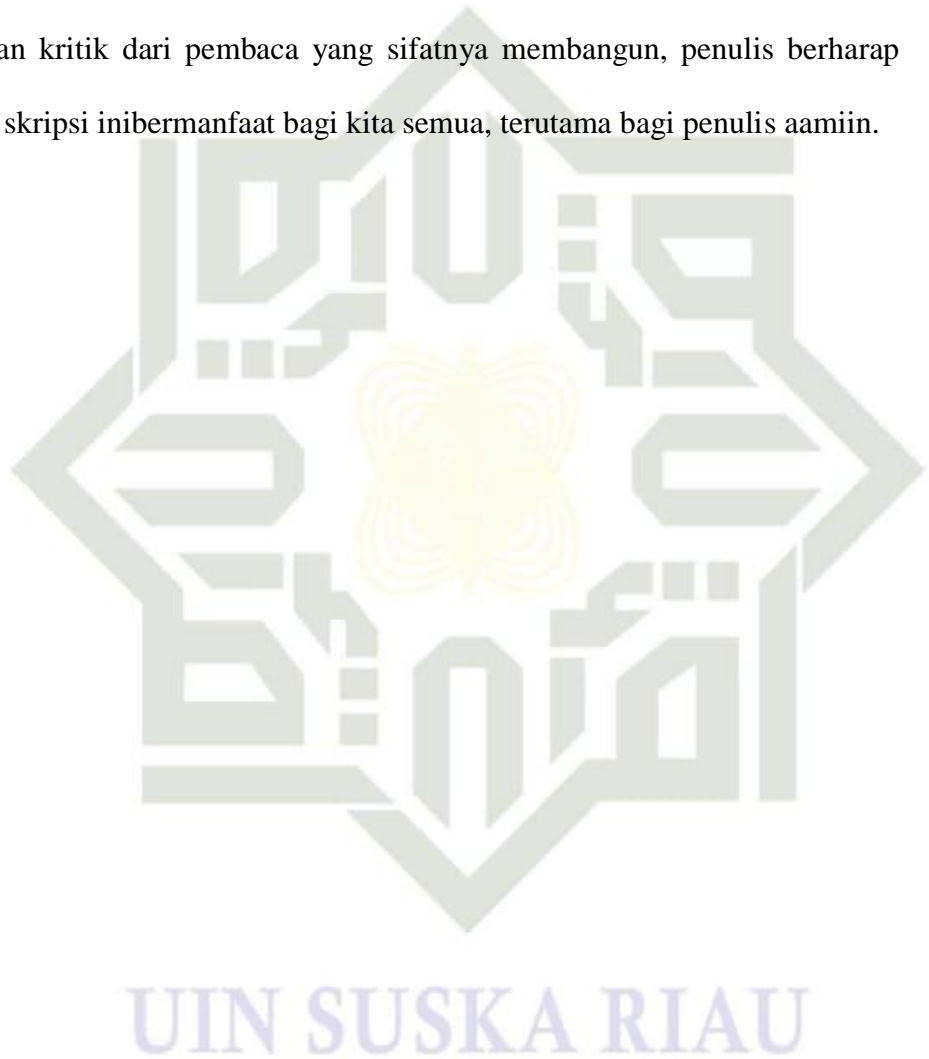 an kritik dari pembaca yang sifatnya membangun, penulis berharap
skripsi inibermanfaat bagi kita semua, terutama bagi penulis aamiin.
UIN SUSKA RIAU